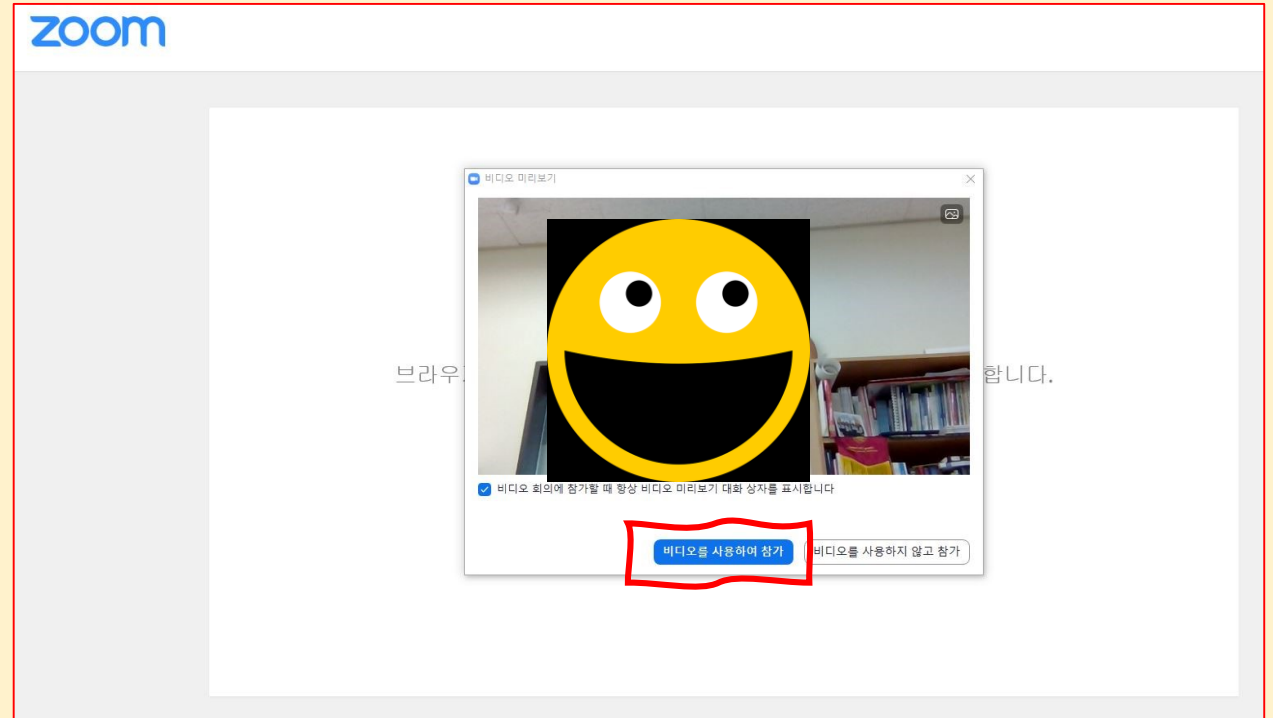 zoom
비디오 미리보기
브라우
합니다.
비디오 회의에 참가할 때 항상 비디오 미리보기 대화 상자를 표시합니다
비디오를 사용하여 참가
비디오를 사용하지 않고 참가